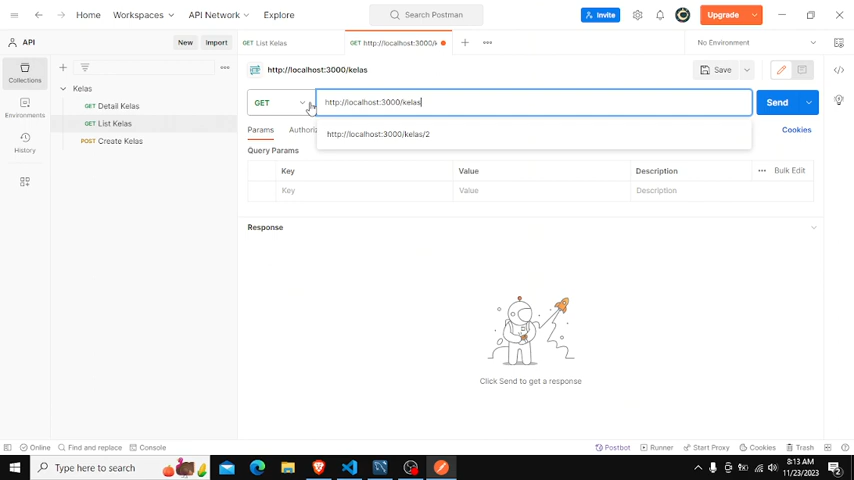 Home Workspaces API Network Explore Search Postman Invite Upgrade
API New Import GET List Kelas GET http://localhost:3000/k No Environment
Collections
Environments
History
Kelas
GET Detail Kelas
GET List Kelas
POST Create Kelas
http://localhost:3000/kelas Save
GET http://localhost:3000/kelas Send
http://localhost:3000/kelas/2
Params Authoriz Cookies
Query Params
Key Value Description Bulk Edit
Key Value Description
Response
Click Send to get a response
Online Find and replace Console Postbot Runner Start Proxy Cookies Trash
Type here to search
8:13 AM
11/23/2023
2